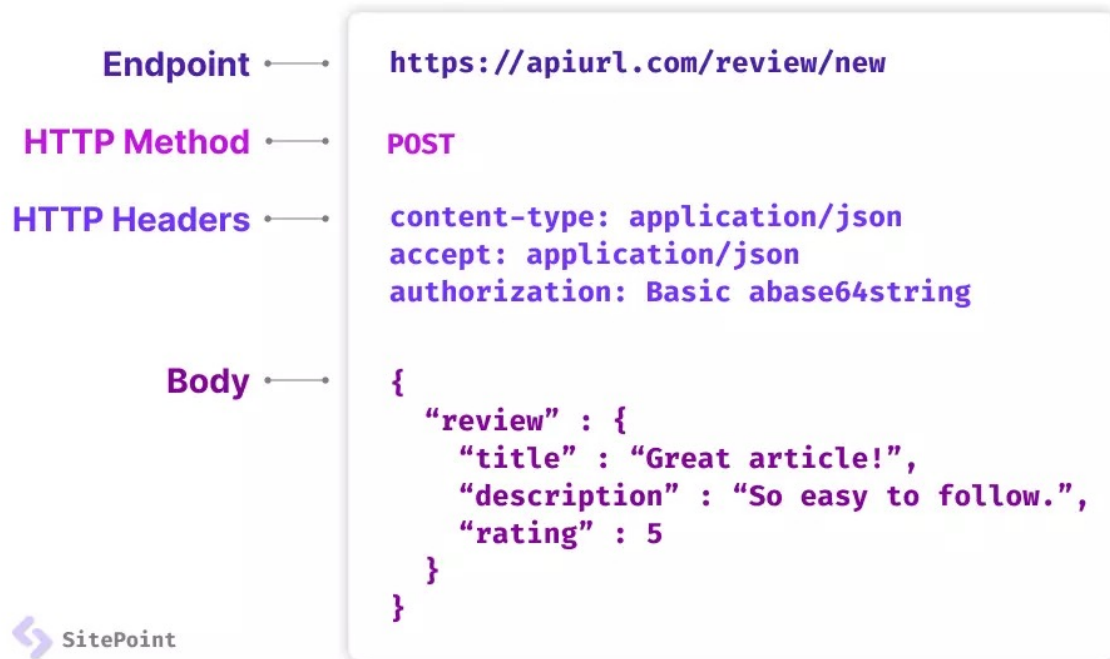 Endpoint https://apiurl.com/review/new
HTTP Method POST
HTTP Headers content-type: application/json
accept: application/json
authorization: Basic abase64string
Body {
“review” : {
“title” : “Great article!”,
“description” : “So easy to follow.”,
“rating” : 5
}
}
SitePoint